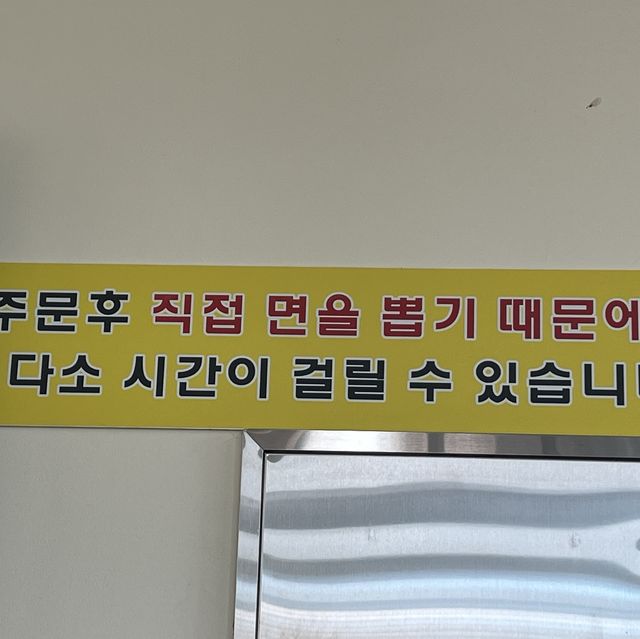 주문후 직접 면을 뽑기 때문에
다소 시간이 걸릴 수 있습니다